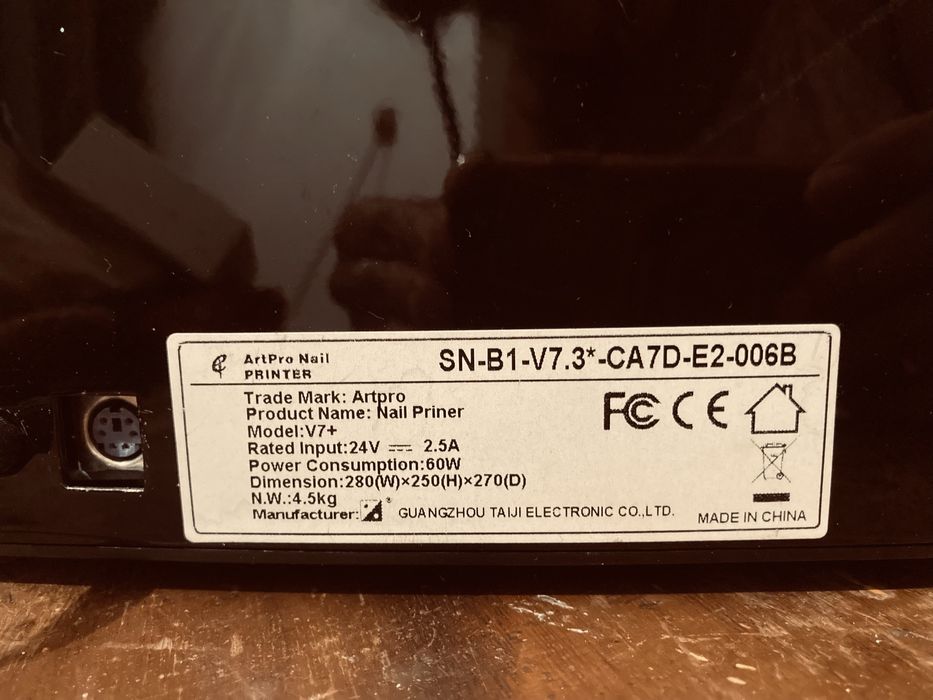 ArtPro Nail
PRINTER
SN-B1-V7.3*-CA7D-E2-006B
Trade Mark: Artpro
Product Name: Nail Priner
Model:V7+
Rated Input:24V ⎓ 2.5A
Power Consumption:60W
Dimension:280(W)×250(H)×270(D)
N.W.:4.5kg
Manufacturer: ® GUANGZHOU TAIJI ELECTRONIC CO.,LTD.
FC CE
MADE IN CHINA